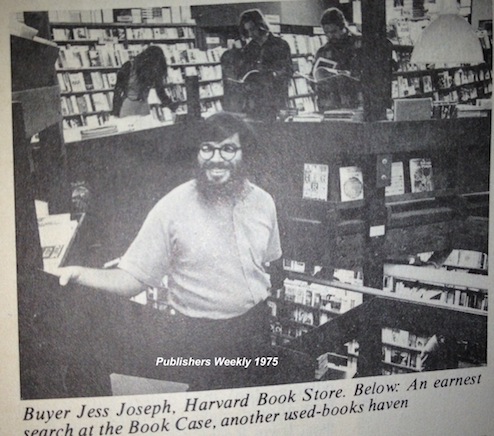 Publishers Weekly 1975
Buyer Jess Joseph, Harvard Book Store. Below: An earnest
search at the Book Case, another used-books haven